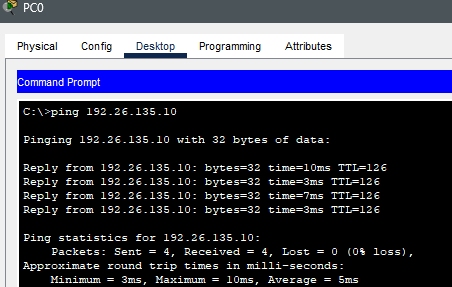 PC0
Physical Config Desktop Programming Attributes
Command Prompt
C:\>ping 192.26.135.10
Pinging 192.26.135.10 with 32 bytes of data:
Reply from 192.26.135.10: bytes=32 time=10ms TTL=126
Reply from 192.26.135.10: bytes=32 time=3ms TTL=126
Reply from 192.26.135.10: bytes=32 time=7ms TTL=126
Reply from 192.26.135.10: bytes=32 time=3ms TTL=126
Ping statistics for 192.26.135.10:
Packets: Sent = 4, Received = 4, Lost = 0 (0% loss),
Approximate round trip times in milli-seconds:
Minimum = 3ms, Maximum = 10ms, Average = 5ms